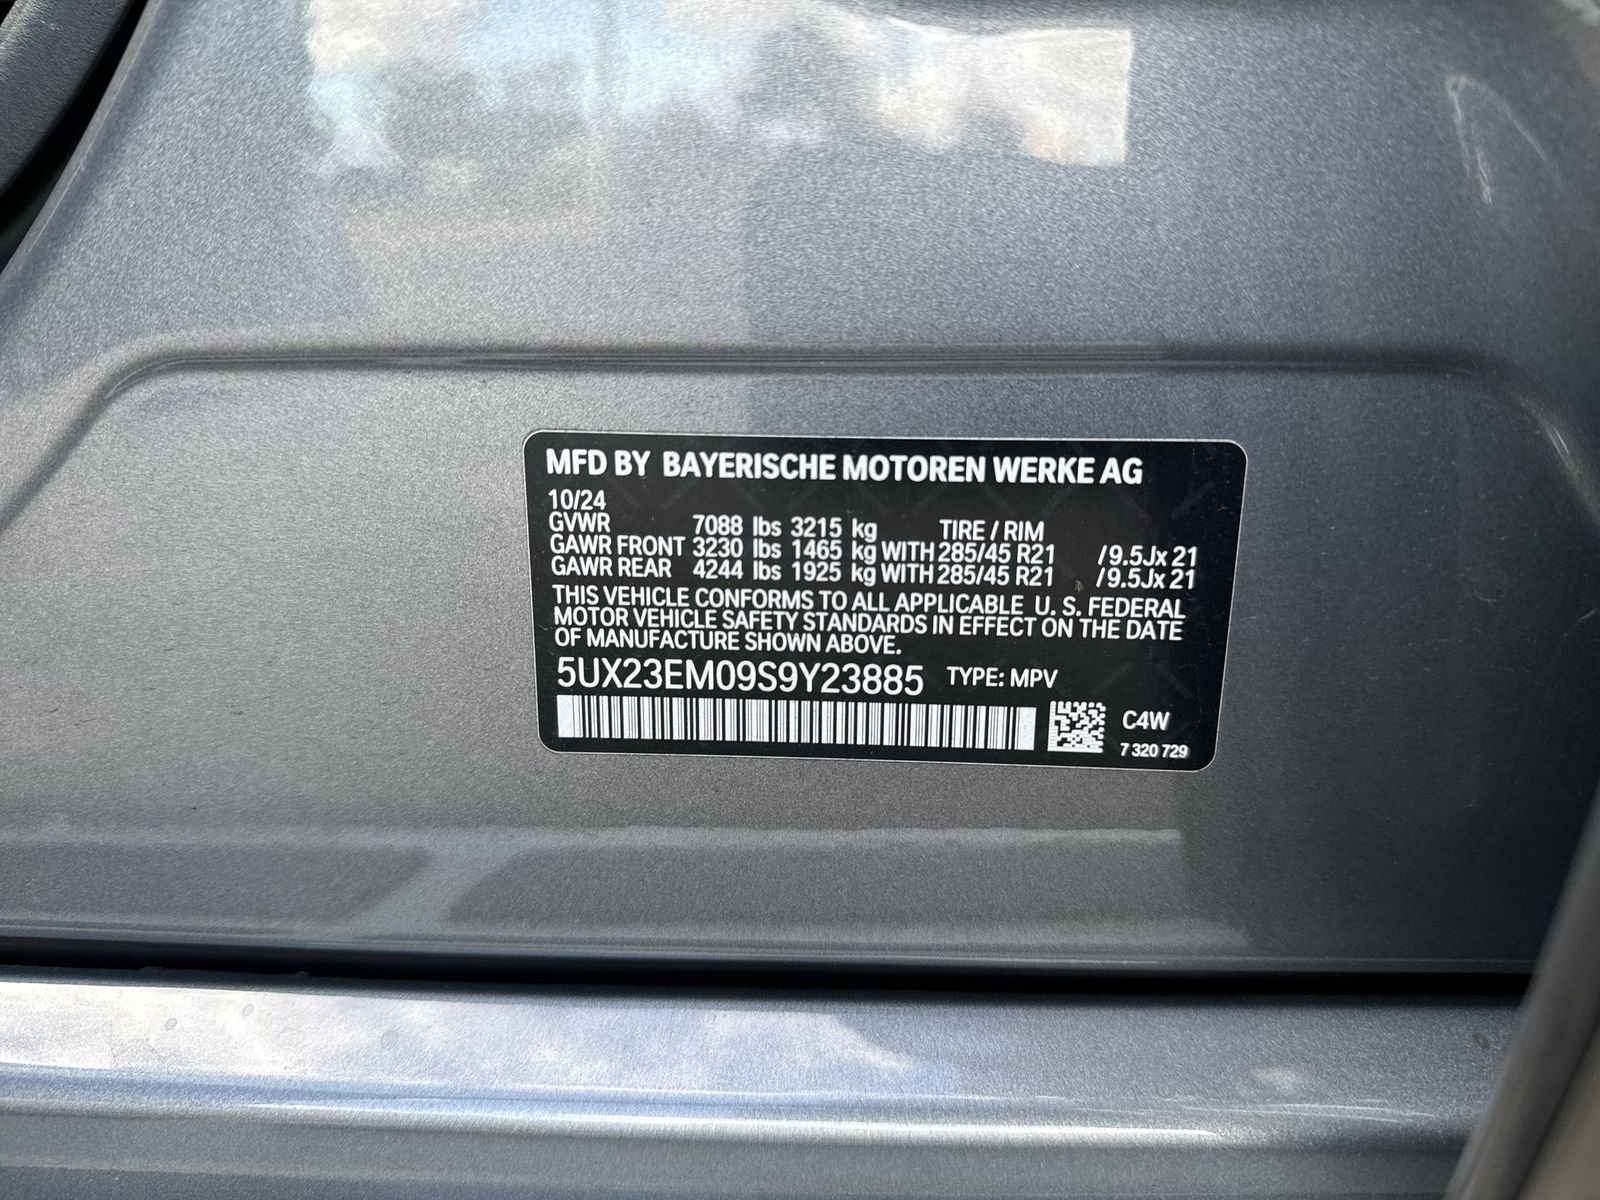 MFD BY BAYERISCHE MOTOREN WERKE AG
10/24
GVWR 7088 lbs 3215 kg TIRE / RIM
GAWR FRONT 3230 lbs 1465 kg WITH 285/45 R21 /9.5Jx 21
GAWR REAR 4244 lbs 1925 kg WITH 285/45 R21 /9.5Jx 21
THIS VEHICLE CONFORMS TO ALL APPLICABLE U. S. FEDERAL
MOTOR VEHICLE SAFETY STANDARDS IN EFFECT ON THE DATE
OF MANUFACTURE SHOWN ABOVE.
5UX23EM09S9Y23885 TYPE: MPV
C4W
7 320 729